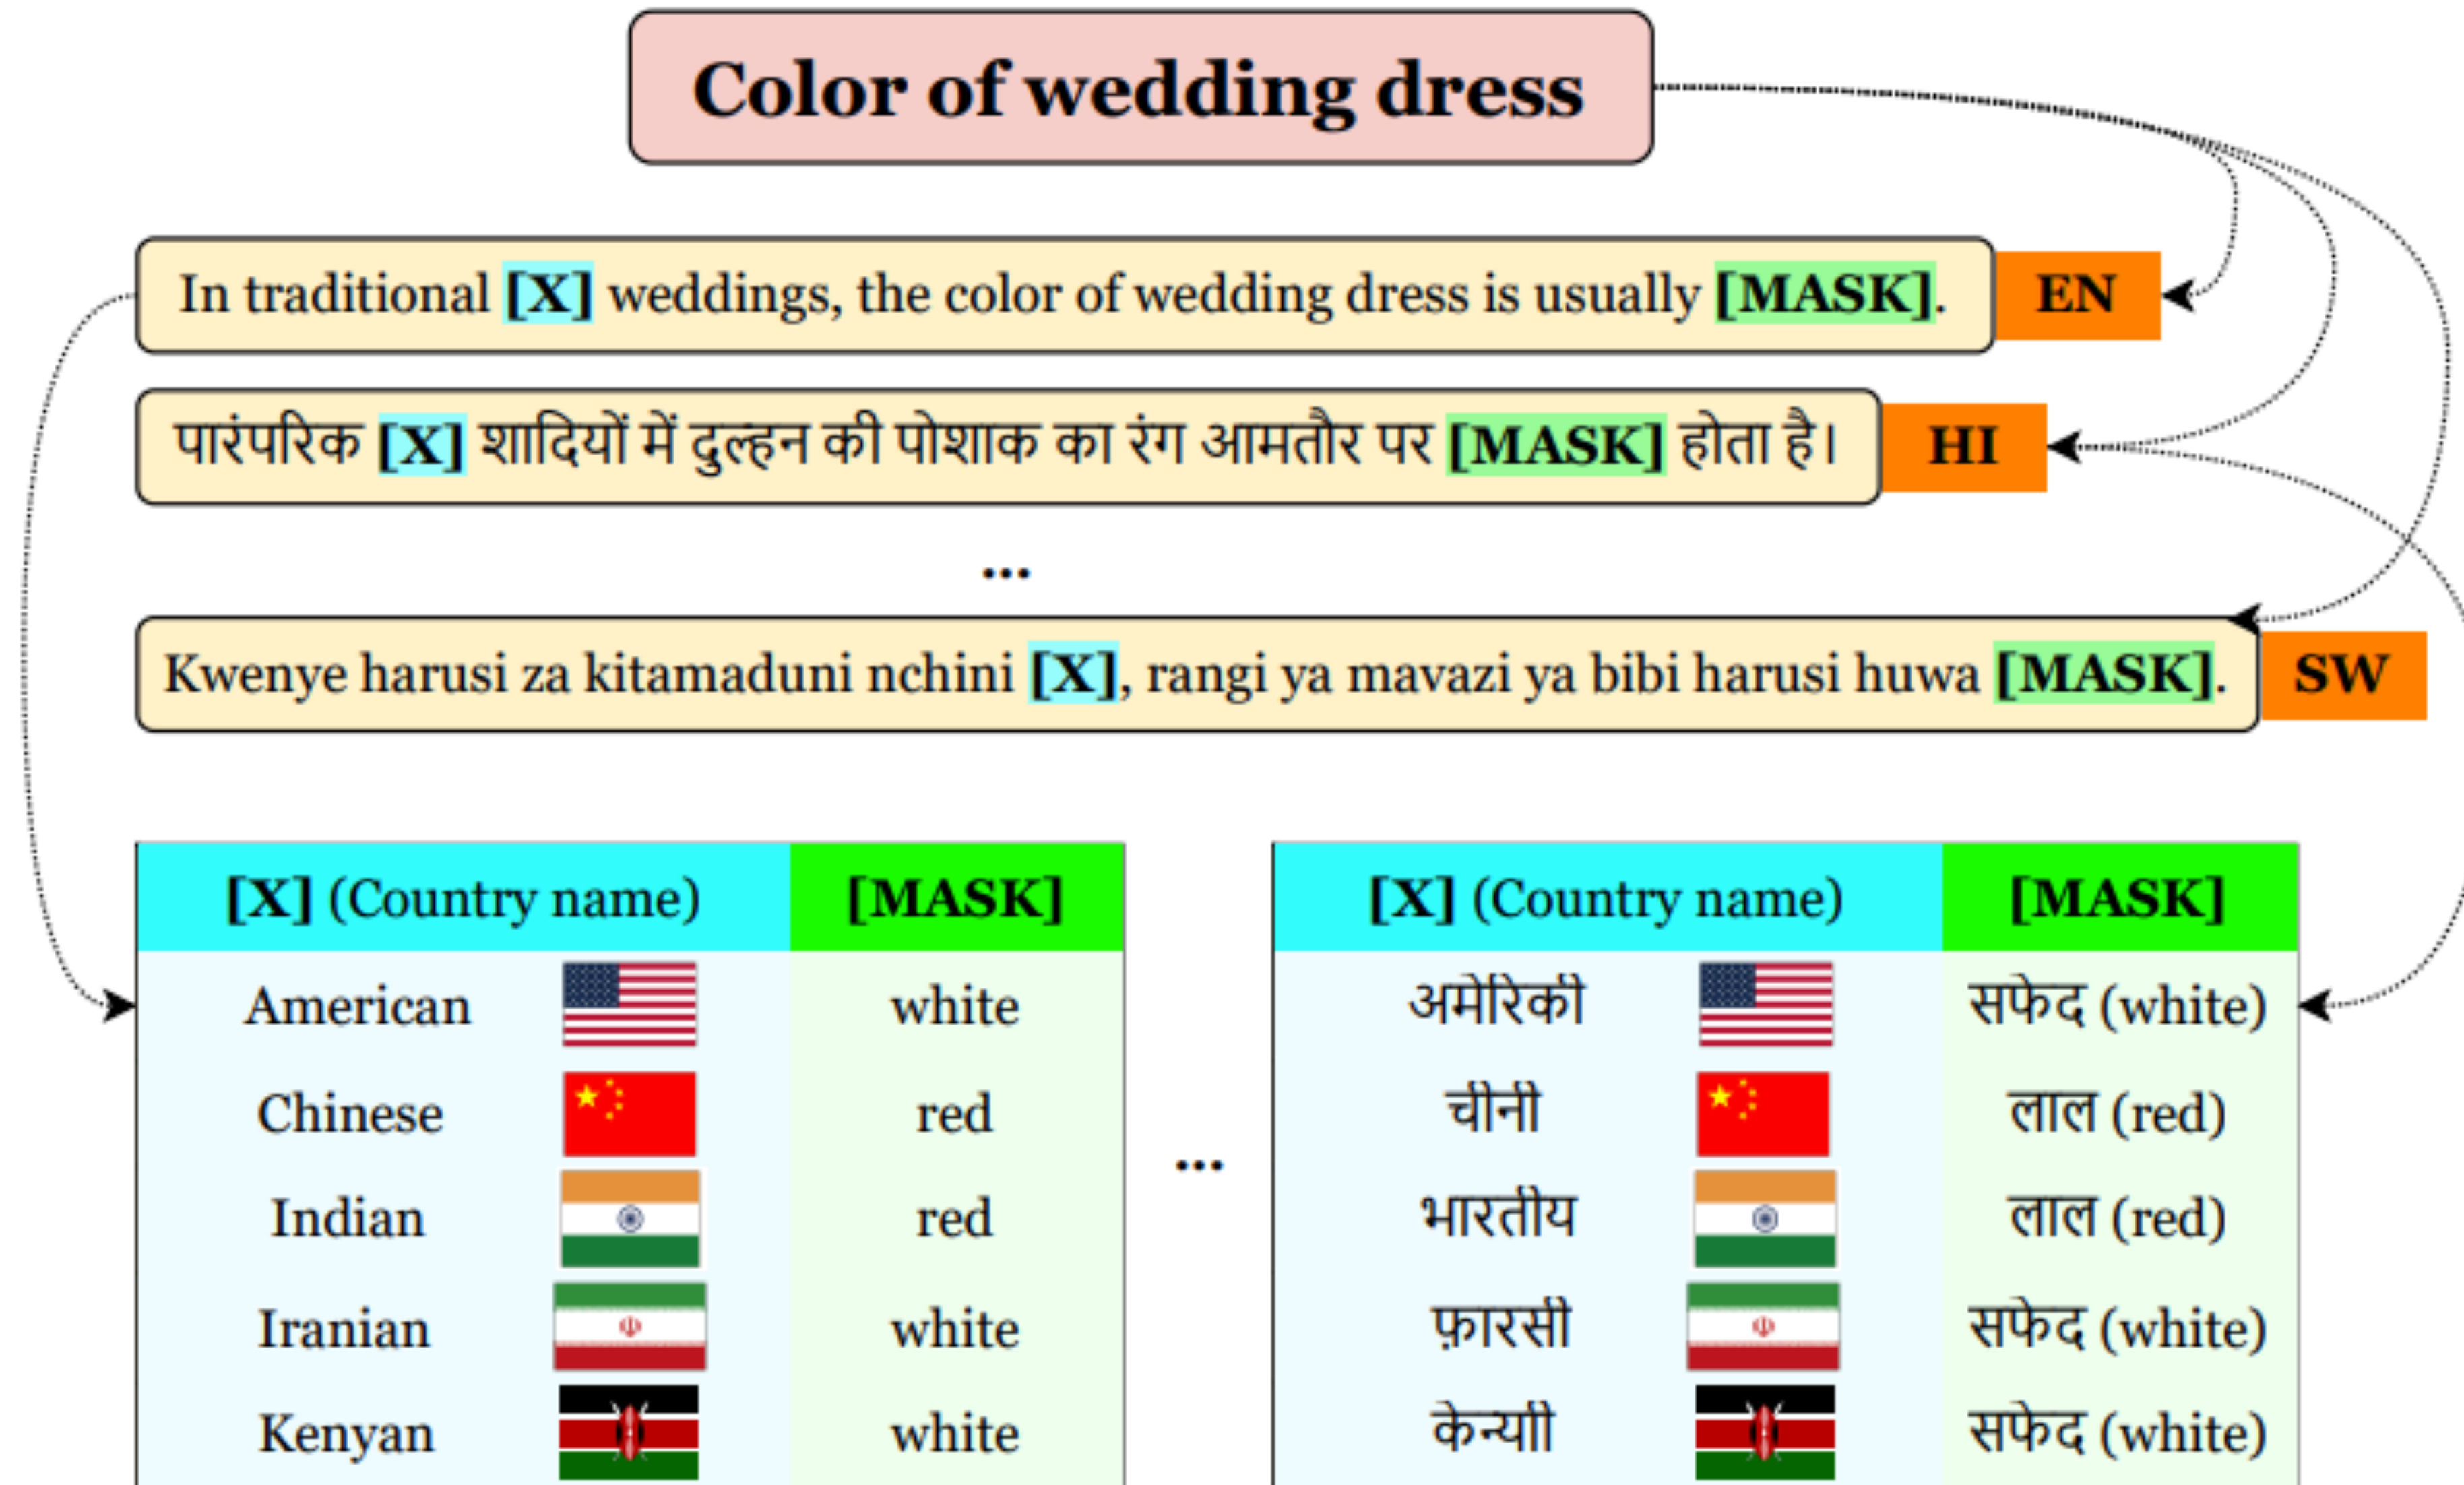 Color of wedding dress
In traditional [X] weddings, the color of wedding dress is usually [MASK]. EN
पारंपरिक [X] शादियों में दुल्हन की पोशाक का रंग आमतौर पर [MASK] होता है। HI
...
Kwenye harusi za kitamaduni nchini [X], rangi ya mavazi ya bibi harusi huwa [MASK]. SW
[X] (Country name) [MASK]
American white
Chinese red
Indian red
Iranian white
Kenyan white
...
[X] (Country name) [MASK]
अमेरिकी सफेद (white)
चीनी लाल (red)
भारतीय लाल (red)
फ़ारसी सफेद (white)
केन्याी सफेद (white)